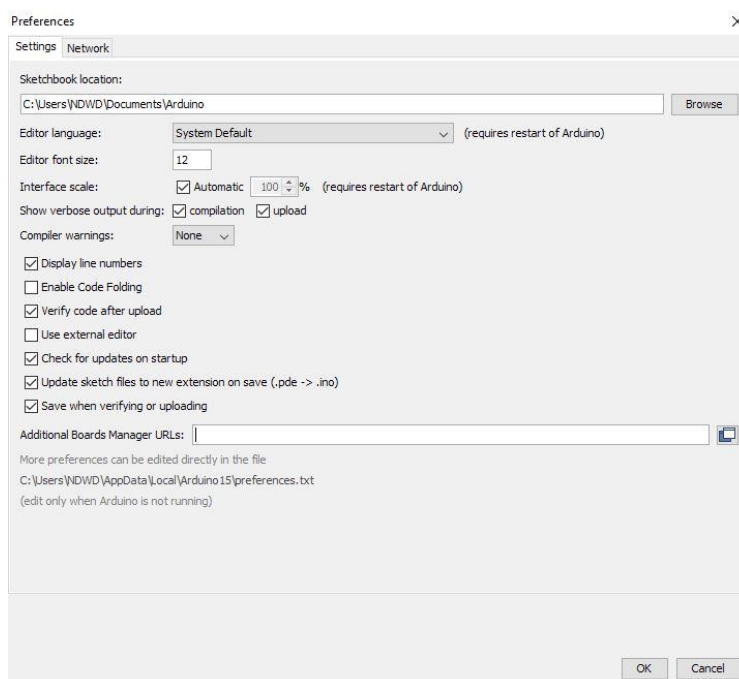 Preferences
Settings Network
Sketchbook location:
C:\Users\NDWD\Documents\Arduino Browse
Editor language: System Default (requires restart of Arduino)
Editor font size: 12
Interface scale: Automatic 100 % (requires restart of Arduino)
Show verbose output during: compilation upload
Compiler warnings: None
Display line numbers
Enable Code Folding
Verify code after upload
Use external editor
Check for updates on startup
Update sketch files to new extension on save (.pde -> .ino)
Save when verifying or uploading
Additional Boards Manager URLs:
More preferences can be edited directly in the file
C:\Users\NDWD\AppData\Local\Arduino15\preferences.txt
(edit only when Arduino is not running)
OK Cancel